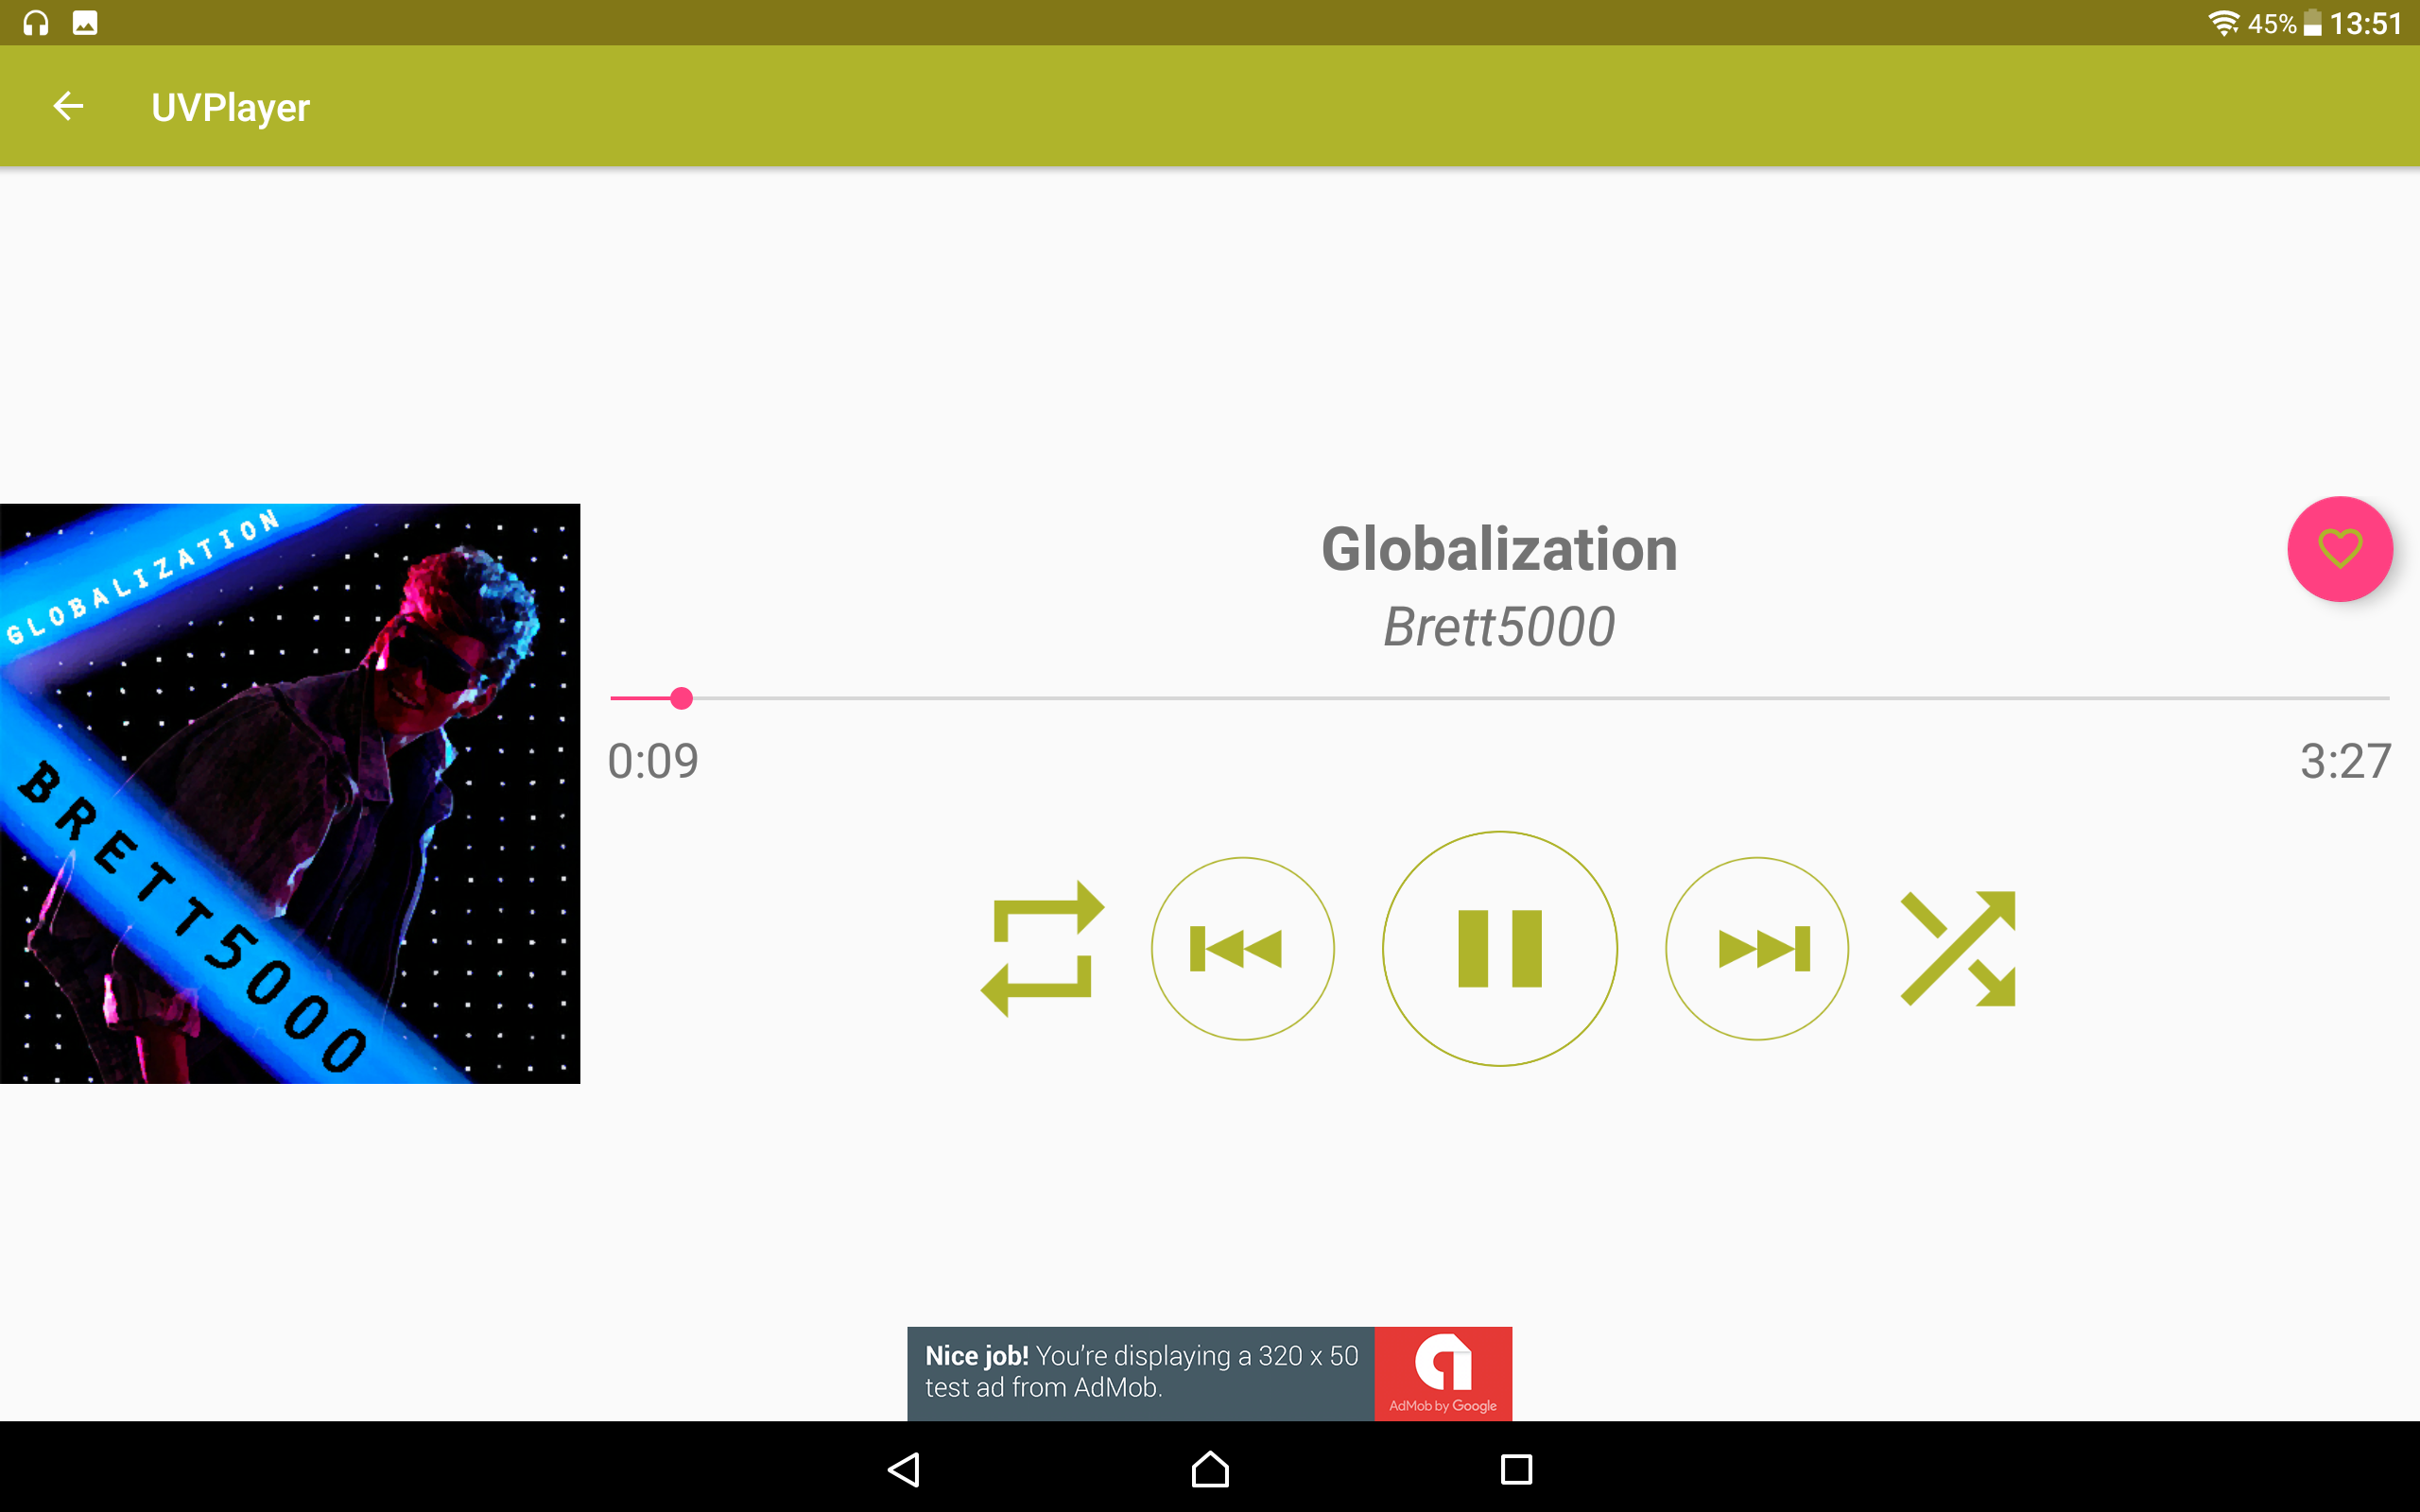 45% 13:51
UVPlayer
GLOBALIZATION
BRETT5000
Globalization
Brett5000
0:09
3:27
Nice job! You're displaying a 320 x 50
test ad from AdMob.
AdMob by Google